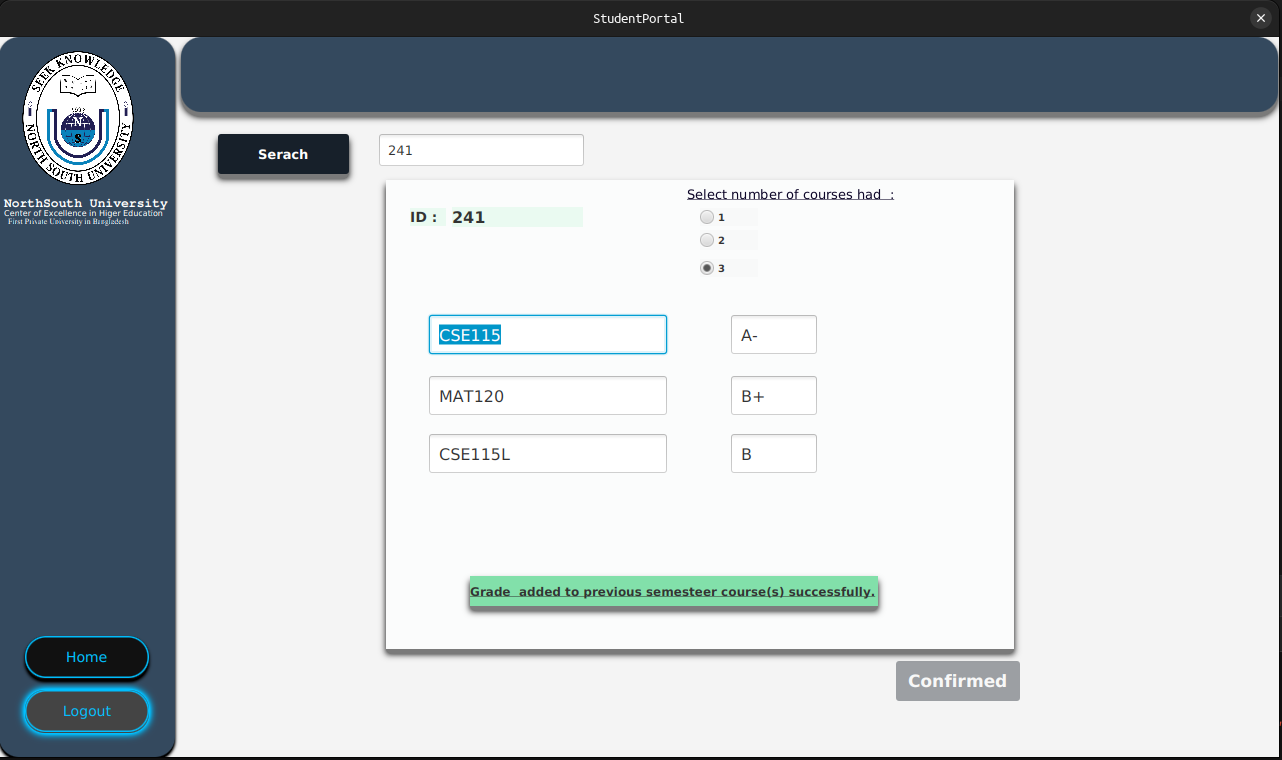 StudentPortal
SEEK KNOWLEDGE
1992
N
S
NORTH SOUTH UNIVERSITY
NorthSouth University
Center of Excellence in Higer Education
First Private University in Bangladesh
Serach
241
Select number of courses had :
ID : 241
1
2
3
CSE115 A-
MAT120 B+
CSE115L B
Grade added to previous semesteer course(s) successfully.
Home
Confirmed
Logout